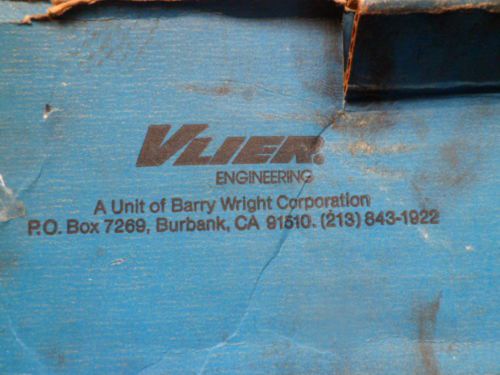 VLIER.
ENGINEERING
A Unit of Barry Wright Corporation
P.O. Box 7269, Burbank, CA 91510. (213) 843-1922